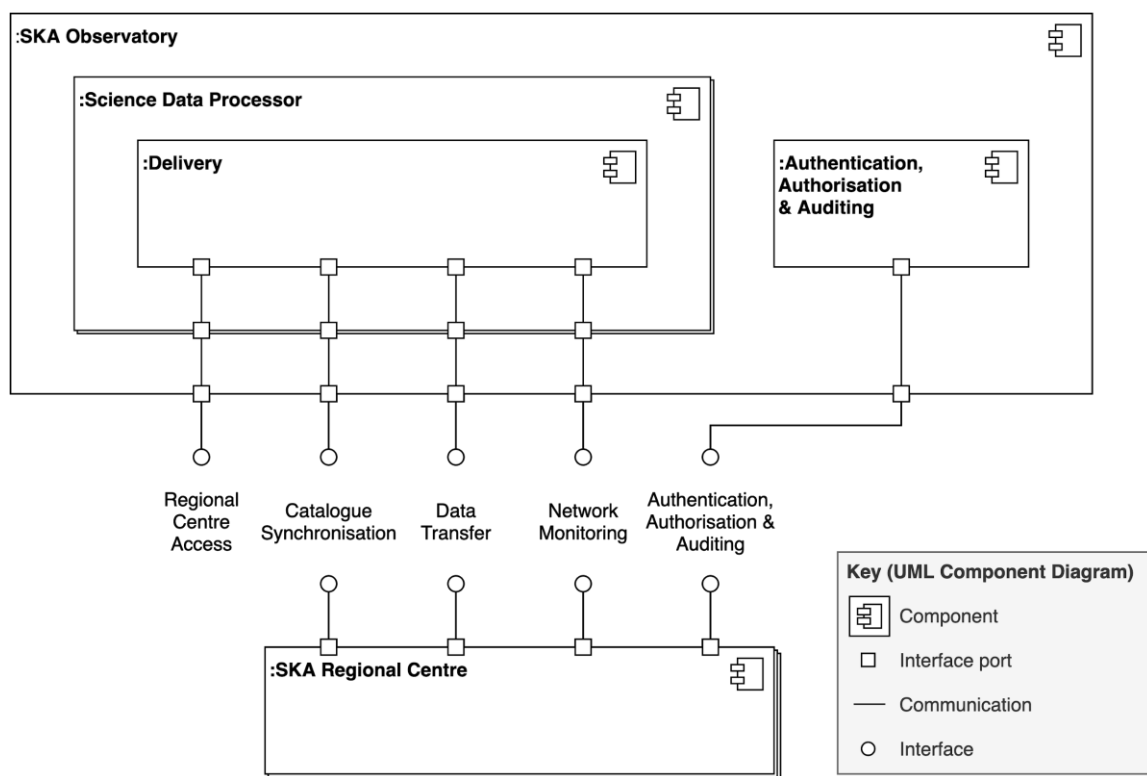 :SKA Observatory
:Science Data Processor
:Delivery
:Authentication,
Authorisation
& Auditing
Regional
Centre
Access
Catalogue
Synchronisation
Data
Transfer
Network
Monitoring
Authentication,
Authorisation &
Auditing
:SKA Regional Centre
Key (UML Component Diagram)
Component
Interface port
Communication
Interface